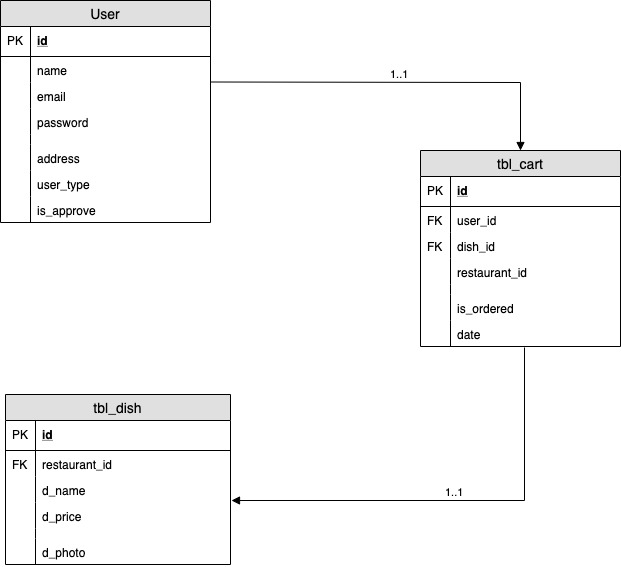 User
PK id
name
email
password
address
user_type
is_approve
1..1
tbl_cart
PK id
FK user_id
FK dish_id
restaurant_id
is_ordered
date
tbl_dish
PK id
FK restaurant_id
d_name
d_price
d_photo
1..1